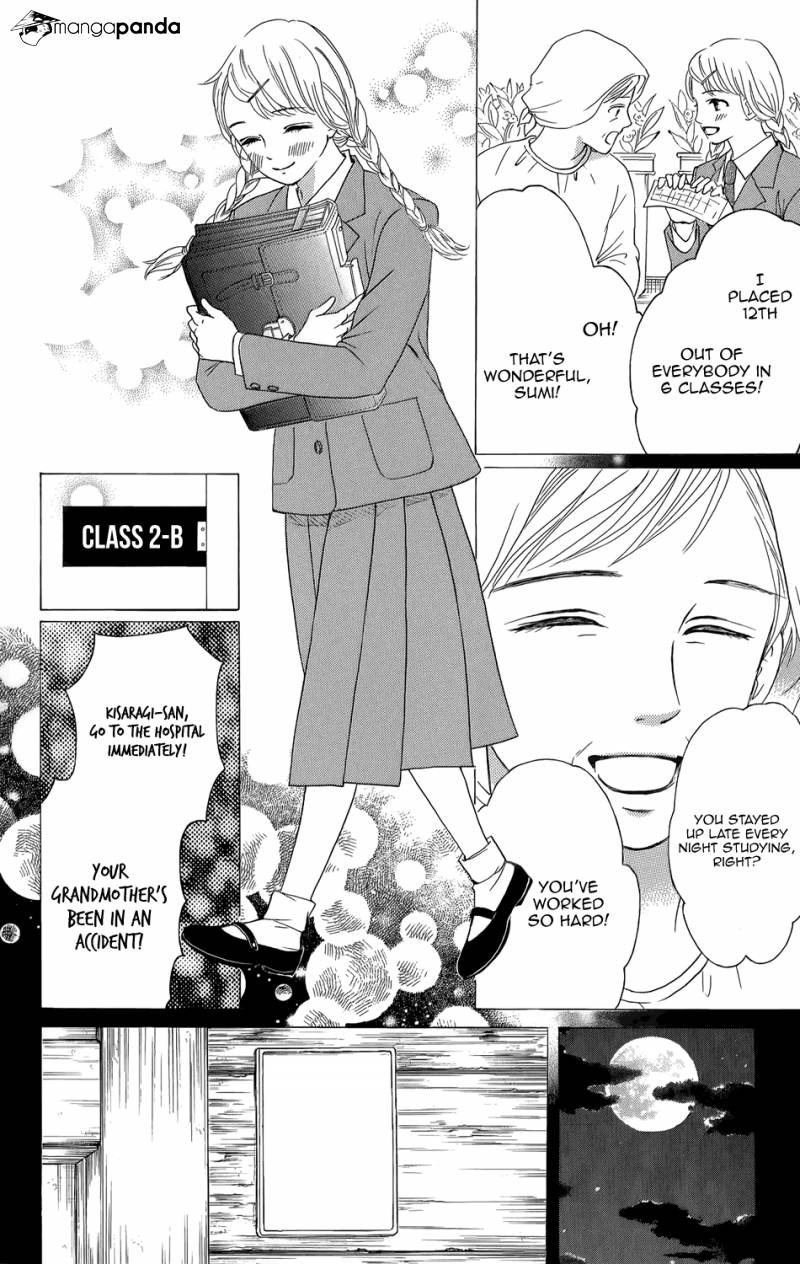 mangapanda
I
PLACED
12TH
OUT OF
EVERYBODY IN
6 CLASSES!
OH!
THAT'S
WONDERFUL,
SUMI!
YOU STAYED
UP LATE EVERY
NIGHT STUDYING,
RIGHT?
YOU'VE
WORKED
SO HARD!
CLASS 2-B
KISARAGI-SAN,
GO TO THE HOSPITAL
IMMEDIATELY!
YOUR
GRANDMOTHER'S
BEEN IN AN
ACCIDENT?